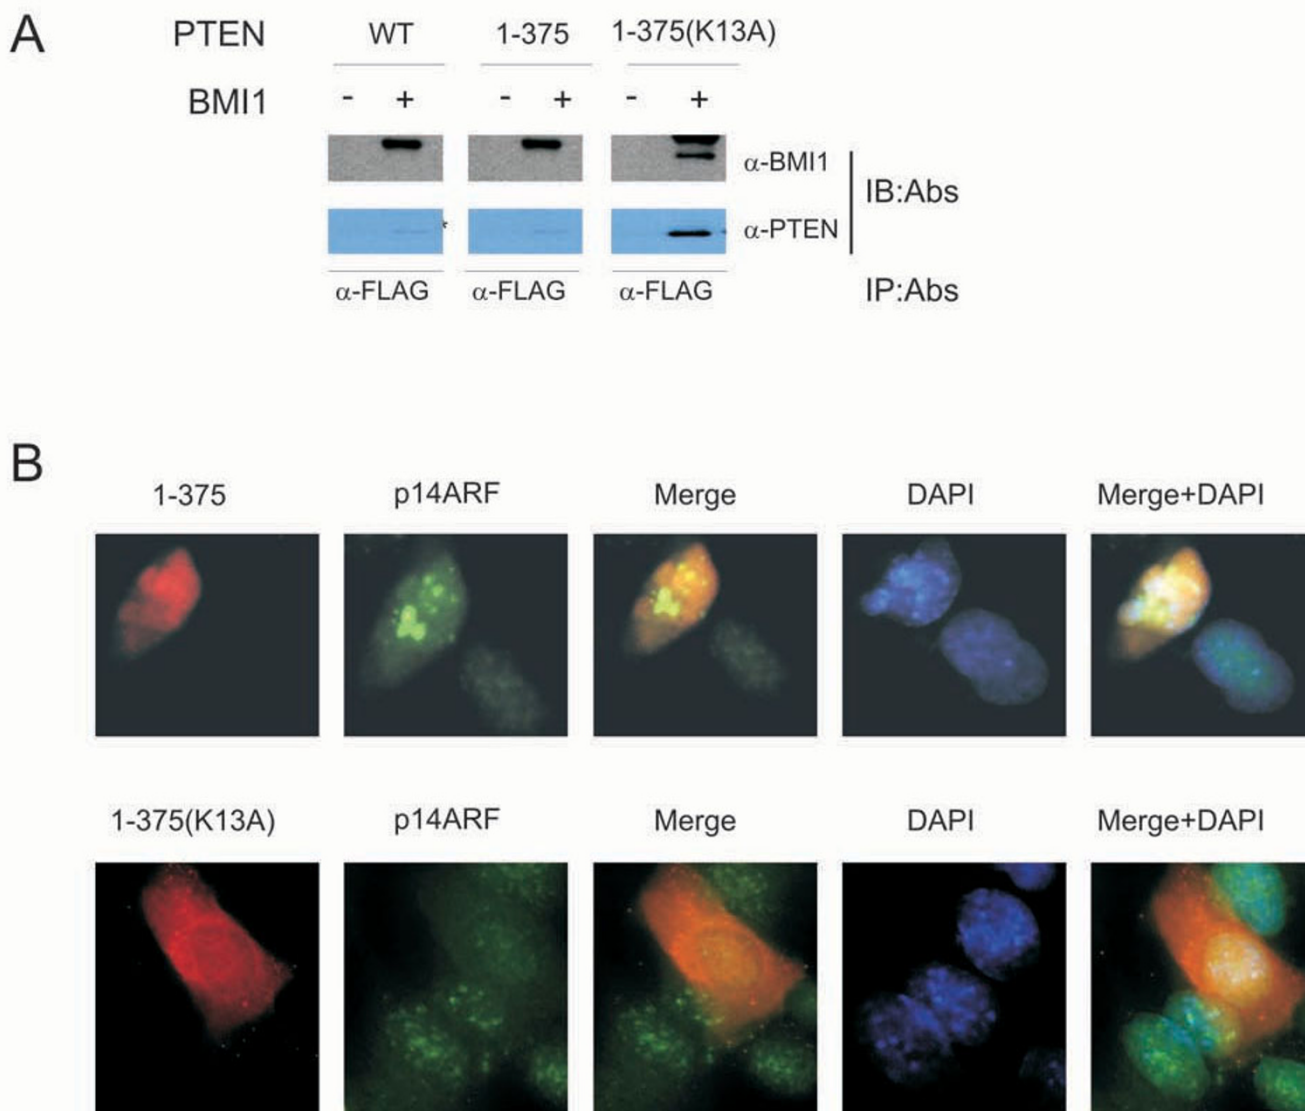 A
PTEN WT 1-375 1-375(K13A)
BMI1 - + - + - +
α-BMI1
IB:Abs
*
α-PTEN
α-FLAG α-FLAG α-FLAG IP:Abs
B
1-375 p14ARF Merge DAPI Merge+DAPI
1-375(K13A) p14ARF Merge DAPI Merge+DAPI